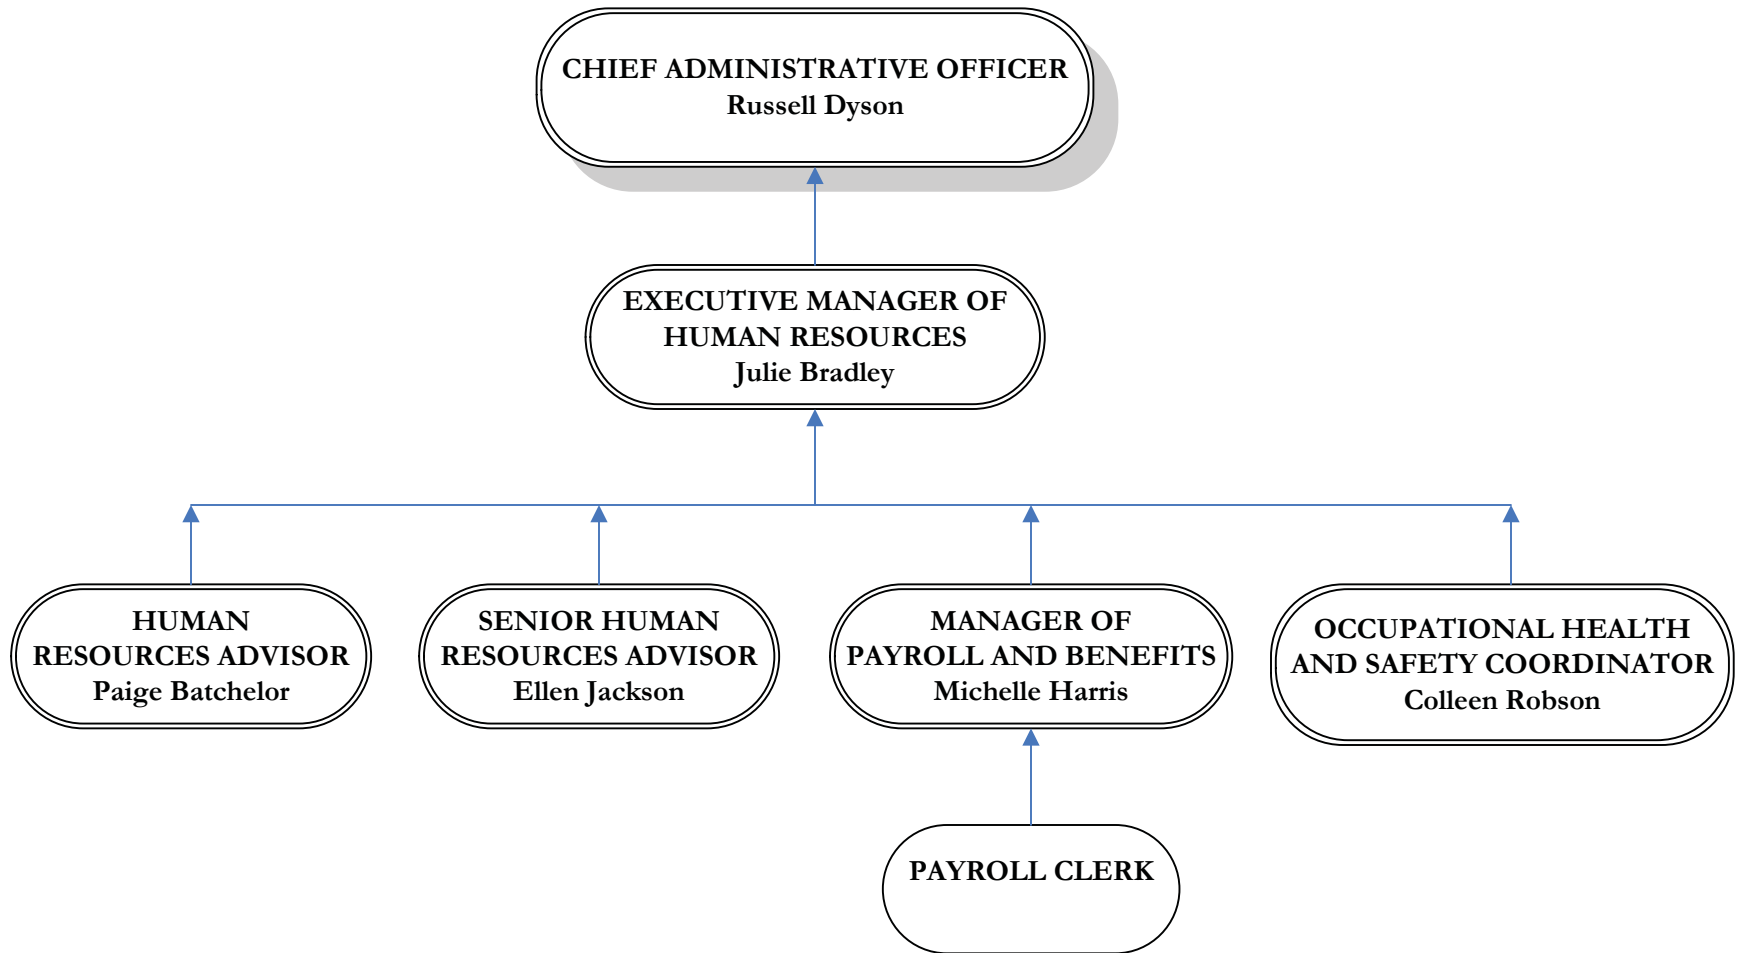 CHIEF ADMINISTRATIVE OFFICER
Russell Dyson
EXECUTIVE MANAGER OF
HUMAN RESOURCES
Julie Bradley
HUMAN
RESOURCES ADVISOR
Paige Batchelor
SENIOR HUMAN
RESOURCES ADVISOR
Ellen Jackson
MANAGER OF
PAYROLL AND BENEFITS
Michelle Harris
OCCUPATIONAL HEALTH
AND SAFETY COORDINATOR
Colleen Robson
PAYROLL CLERK